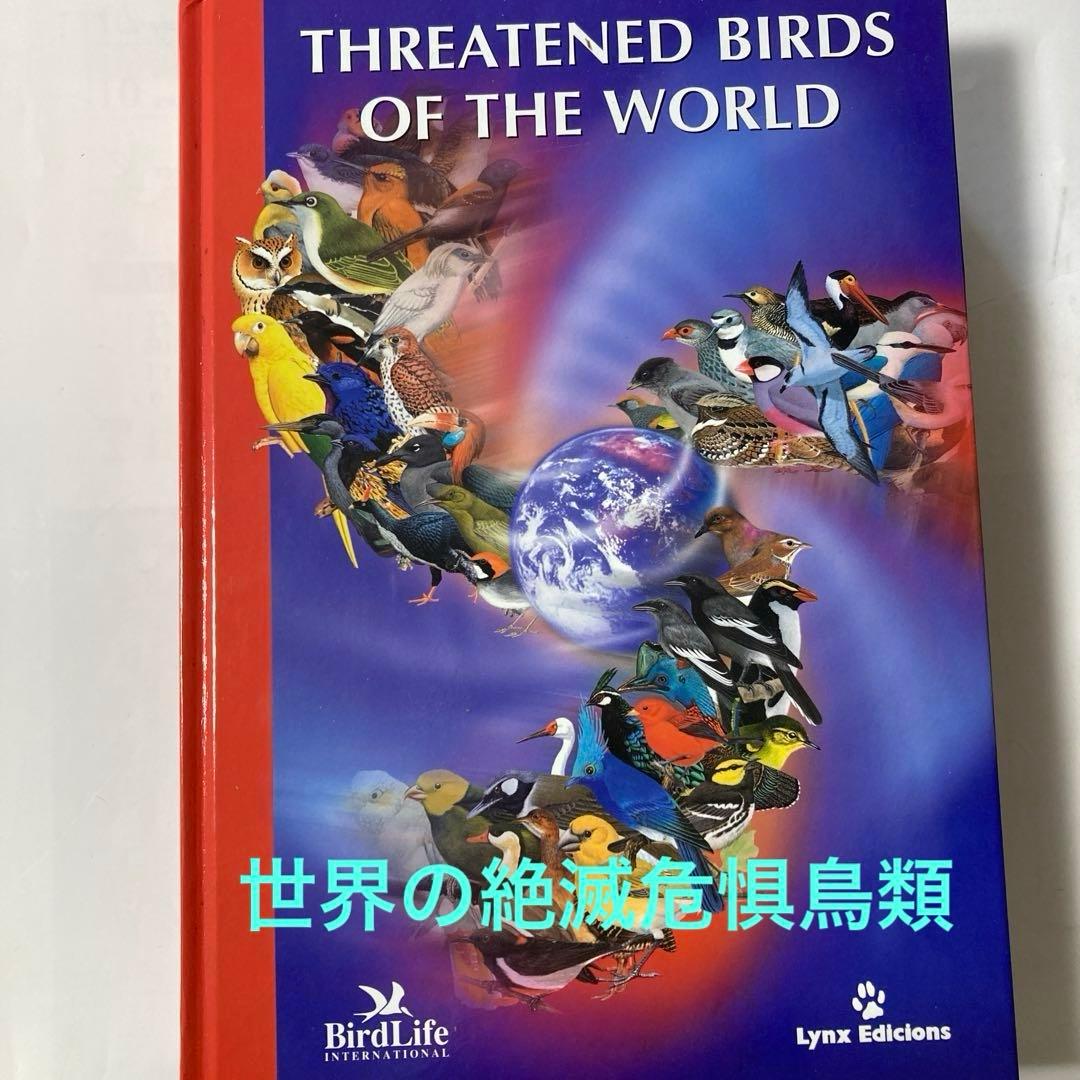 THREATENED BIRDS
OF THE WORLD
世界の絶滅危惧鳥類
BirdLife
INTERNATIONAL
Lynx Edicions